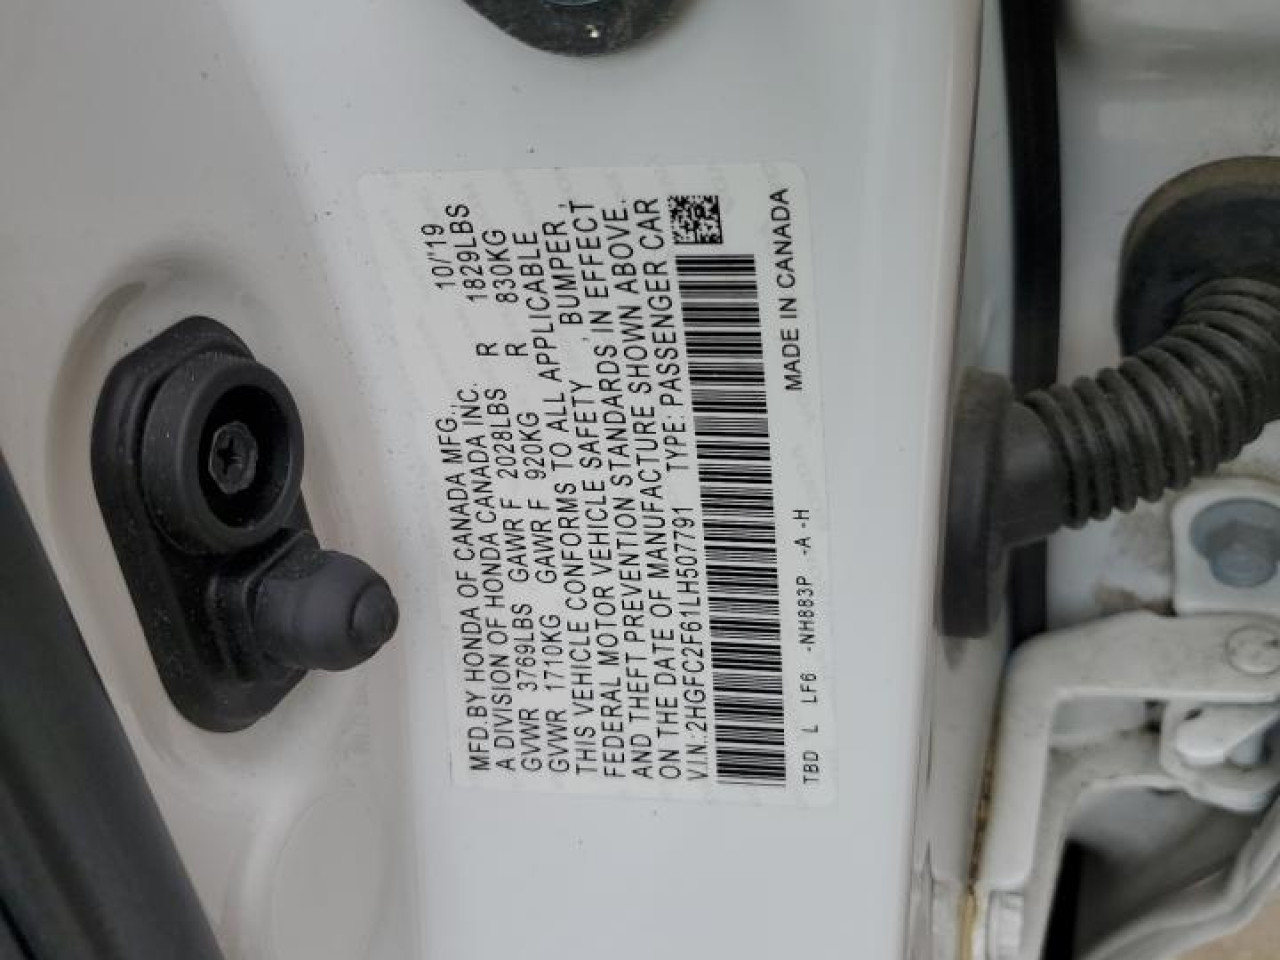 MFD.BY HONDA OF CANADA MFG., 10/'19
A DIVISION OF HONDA CANADA INC.
GVWR 3769LBS GAWR F 2028LBS R 1829LBS
GVWR 1710KG GAWR F 920KG R 830KG
THIS VEHICLE CONFORMS TO ALL APPLICABLE
FEDERAL MOTOR VEHICLE SAFETY , BUMPER ,
AND THEFT PREVENTION STANDARDS IN EFFECT
ON THE DATE OF MANUFACTURE SHOWN ABOVE.
V.I.N.:2HGFC2F61LH507791 TYPE: PASSENGER CAR
TBD L LF6 -NH883P -A -H MADE IN CANADA